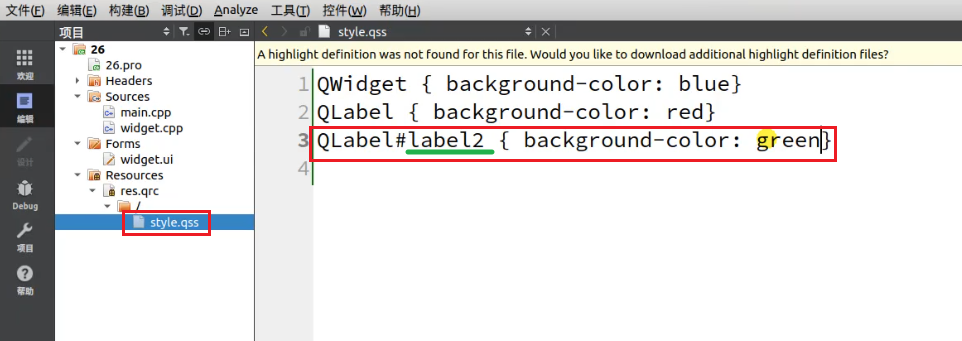 文件(F) 编辑(E) 构建(B) 调试(D) Analyze 工具(T) 控件(W) 帮助(H)
项目
style.qss
A highlight definition was not found for this file. Would you like to download additional highlight definition files?
欢迎
编辑
设计
Debug
项目
帮助
26
26.pro
Headers
Sources
main.cpp
widget.cpp
Forms
widget.ui
Resources
res.qrc
/
style.qss
1 QWidget { background-color: blue}
2 QLabel { background-color: red}
3 QLabel#label2 { background-color: green}
4